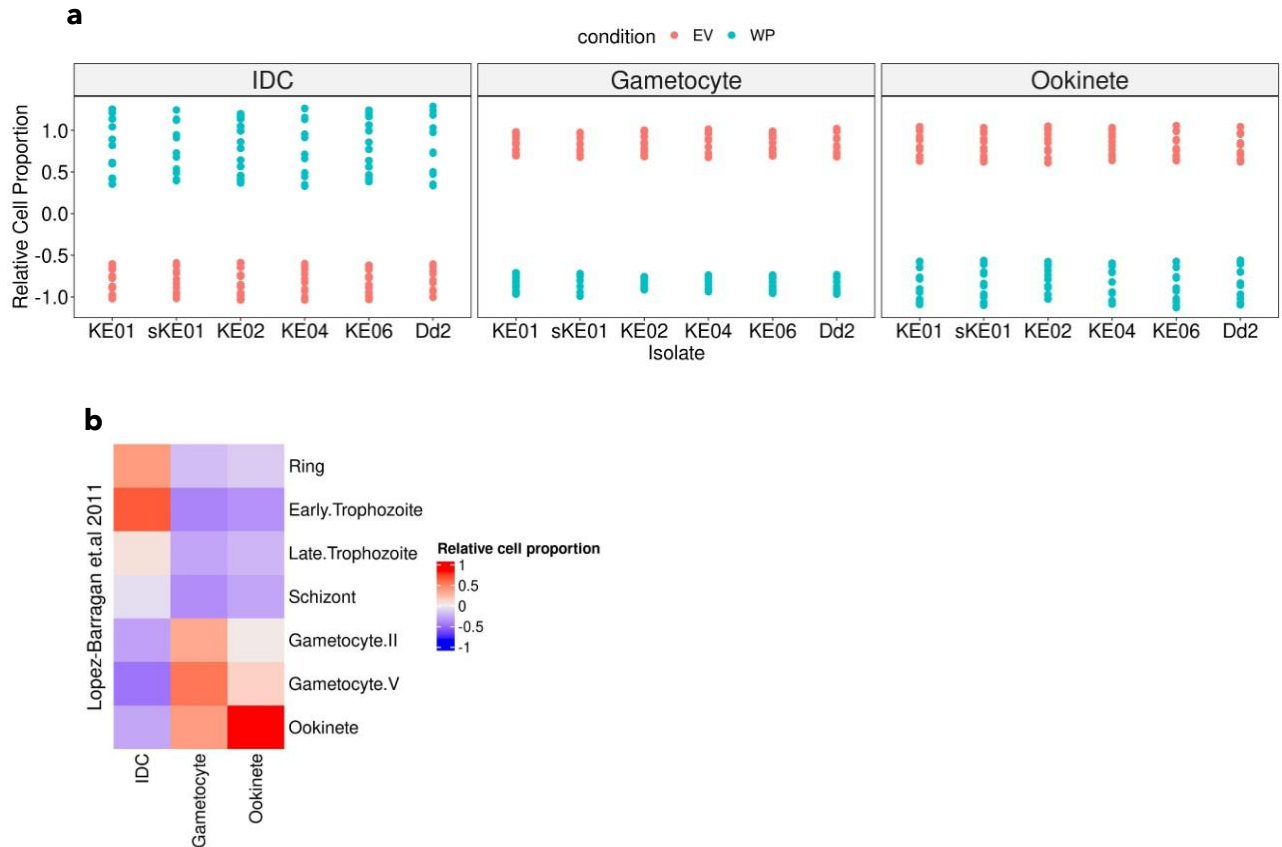 a
condition EV WP
IDC Gametocyte Ookinete
Relative Cell Proportion
1.0
0.5
0.0
-0.5
-1.0
KE01 sKE01 KE02 KE04 KE06 Dd2 KE01 sKE01 KE02 KE04 KE06 Dd2 KE01 sKE01 KE02 KE04 KE06 Dd2
Isolate
b
Lopez-Barragan et.al 2011
Ring
Early.Trophozoite
Late.Trophozoite
Schizont
Gametocyte.II
Gametocyte.V
Ookinete
IDC
Gametocyte
Ookinete
Relative cell proportion
1
0.5
0
-0.5
-1